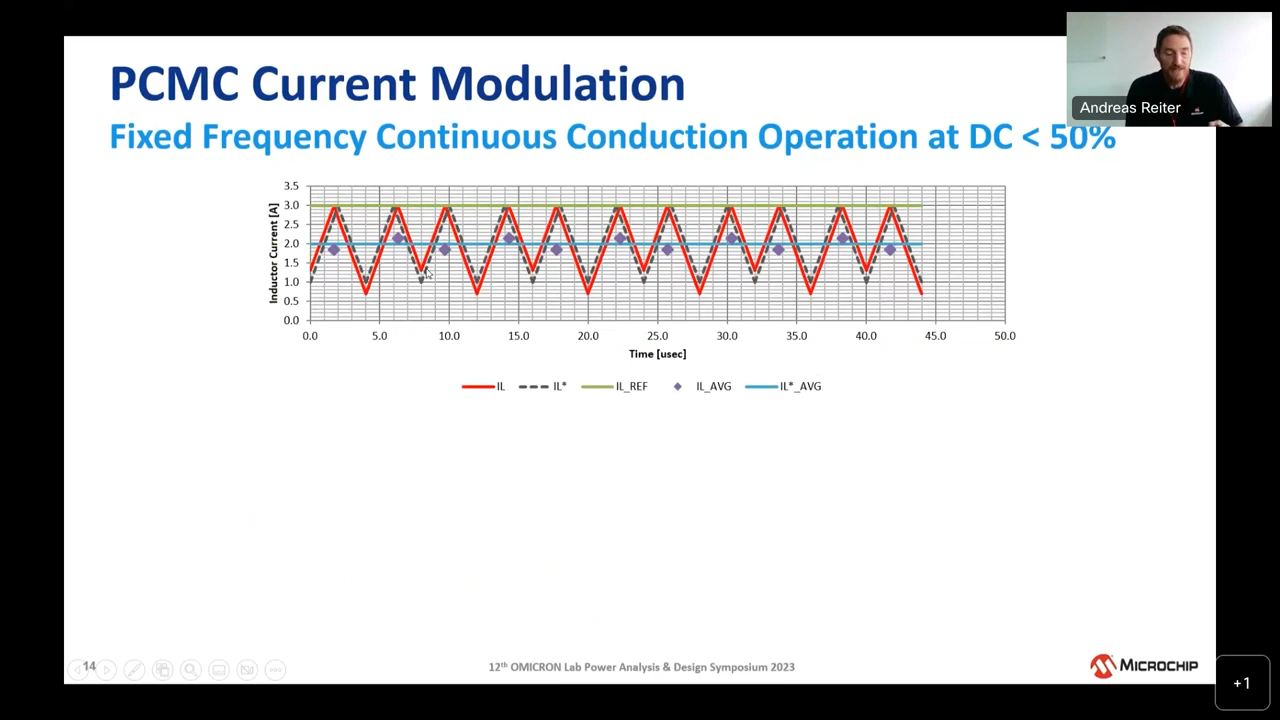 PCMC Current Modulation
Fixed Frequency Continuous Conduction Operation at DC < 50%
Andreas Reiter
3.5
3.0
2.5
2.0
1.5
1.0
0.5
0.0
Inductor Current [A]
0.0 5.0 10.0 15.0 20.0 25.0 30.0 35.0 40.0 45.0 50.0
Time [usec]
IL IL* IL_REF IL_AVG IL*_AVG
14
12th OMICRON Lab Power Analysis & Design Symposium 2023
MICROCHIP
+1